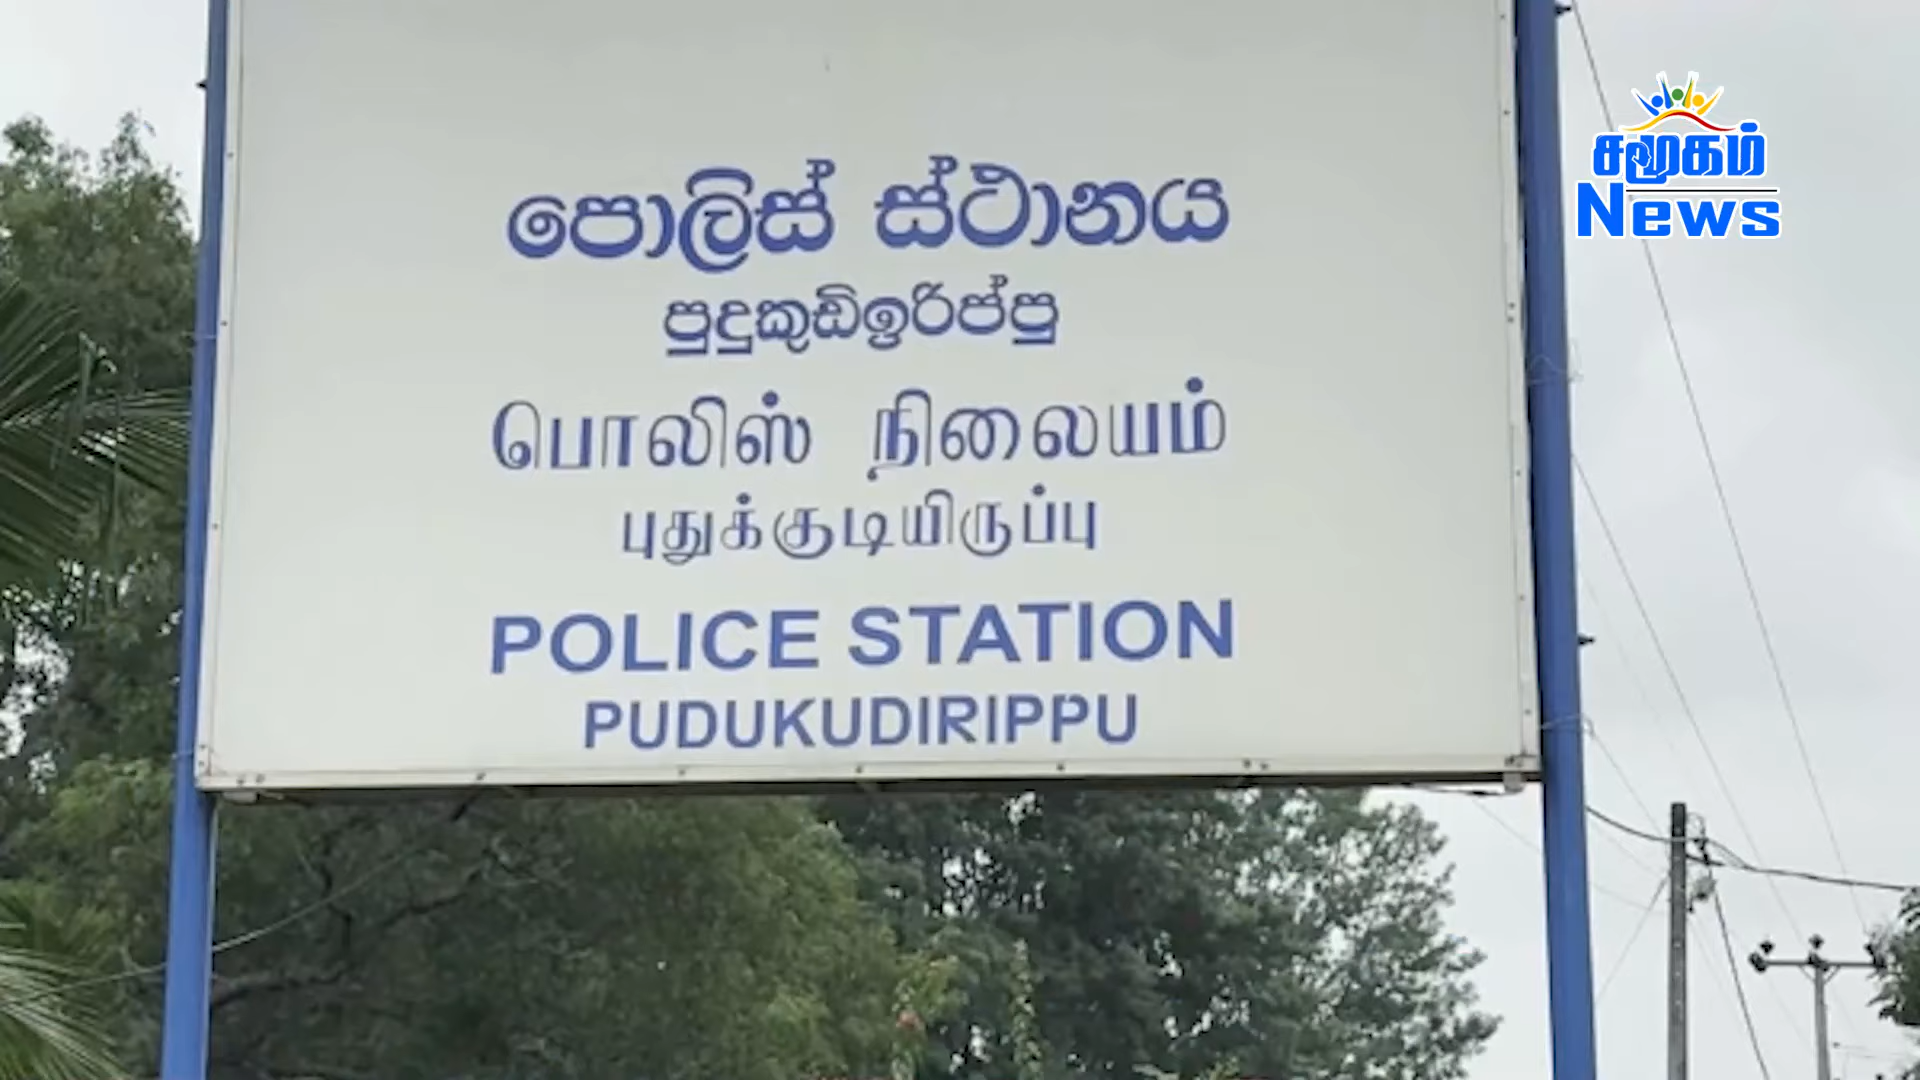 පොලිස් ස්ථානය
පුදුකුඩිඉරිප්පු
பொலிஸ் நிலையம்
புதுக்குடியிருப்பு
POLICE STATION
PUDUKUDIRIPPU
சமூகம்
News